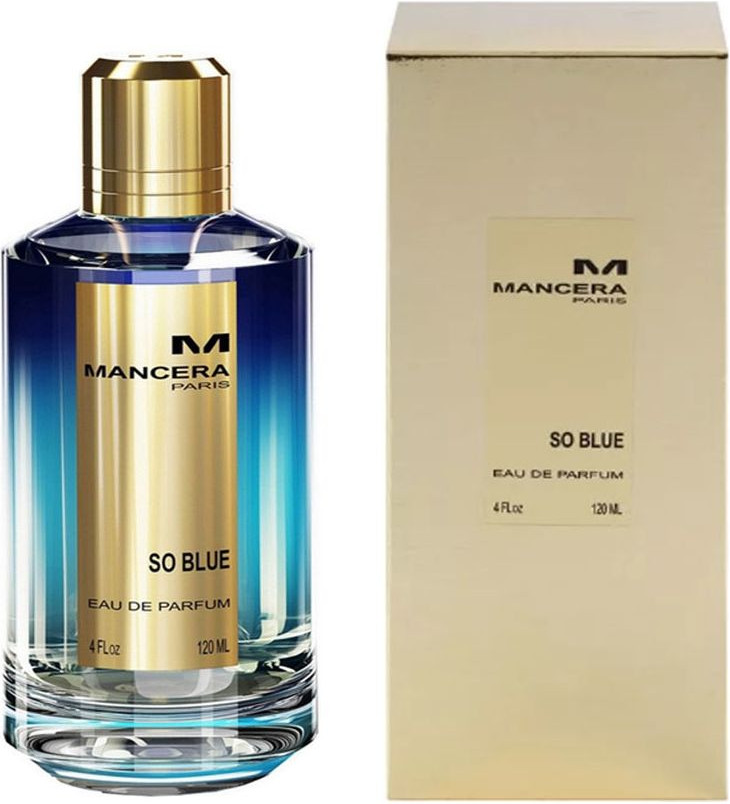 M
MANCERA
PARIS
SO BLUE
EAU DE PARFUM
4 FLoz 120 ML
M
MANCERA
PARIS
SO BLUE
EAU DE PARFUM
4 FLoz 120 ML